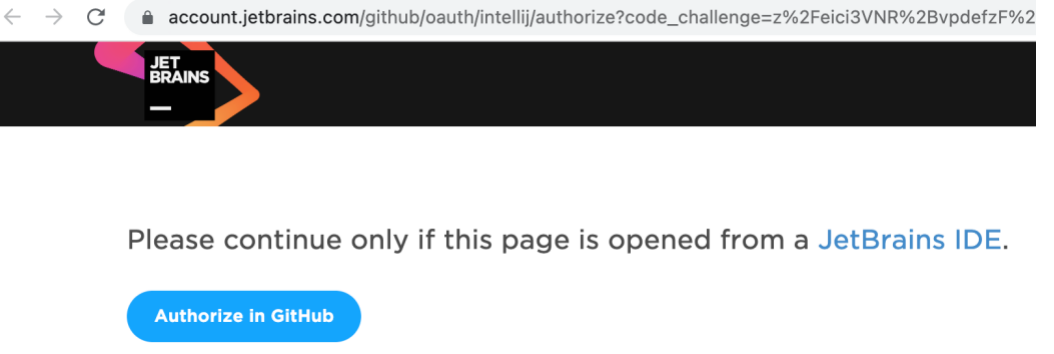 account.jetbrains.com/github/oauth/intellij/authorize?code_challenge=z%2Feici3VNR%2BvpdefzF%2
JET
BRAINS
Please continue only if this page is opened from a JetBrains IDE.
Authorize in GitHub